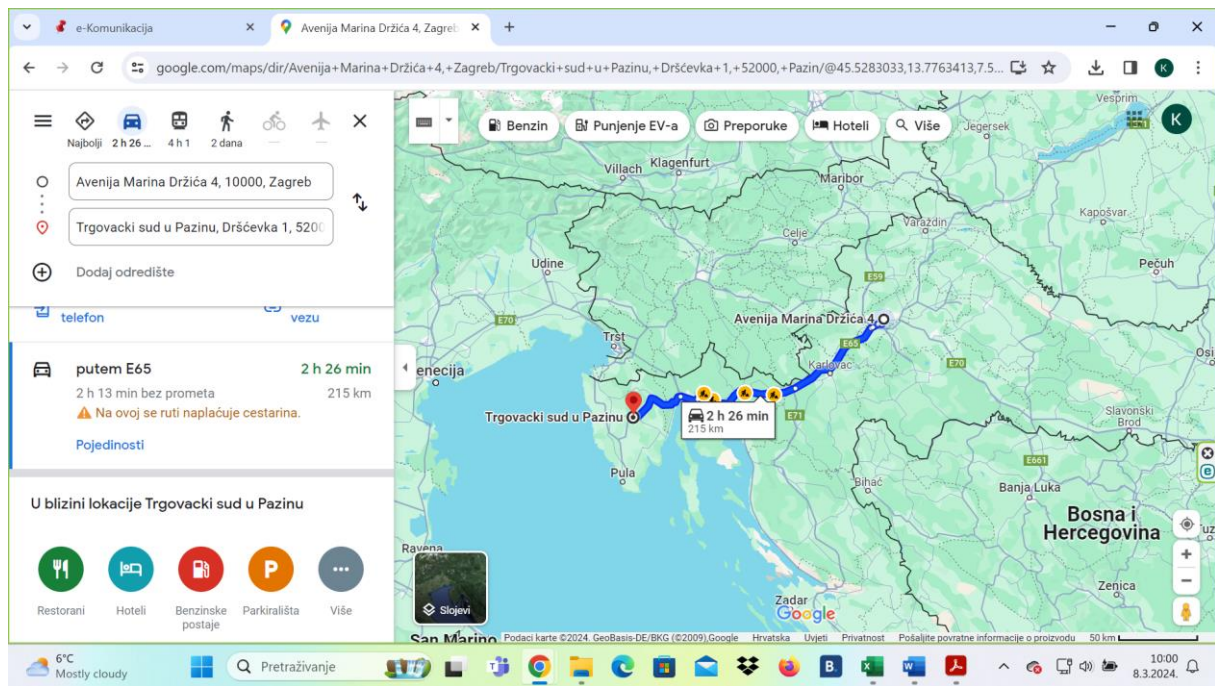 e-Komunikacija
Avenija Marina Držića 4, Zagreb
google.com/maps/dir/Avenija+Marina+Držića+4,+Zagreb/Trgovacki+sud+u+Pazinu,+Dršćevka+1,+52000,+Pazin/@45.5283033,13.7763413,7.5...
K
Najbolji
2 h 26 ...
4 h 1
2 dana
Avenija Marina Držića 4, 10000, Zagreb
Trgovacki sud u Pazinu, Dršćevka 1, 5200
Dodaj odredište
telefon
vezu
putem E65
2 h 26 min
2 h 13 min bez prometa
215 km
Na ovoj se ruti naplaćuje cestarina.
Pojedinosti
U blizini lokacije Trgovacki sud u Pazinu
Restorani
Hoteli
Benzinske
postaje
Parkirališta
P
Više
Benzin
Punjenje EV-a
Preporuke
Hoteli
Više
K
Vesprim
Jegersek
Villach
Klagenfurt
Maribor
Kapošvar
Varaždin
Celje
Udine
Pečuh
E59
Avenija Marina Držića 4
E70
Trst
E65
Karlovac
E70
Osi
enecija
2 h 26 min
215 km
E71
Trgovacki sud u Pazinu
Slavonski
Brod
E661
Pula
Bihać
Banja Luka
Bosna i
Hercegovina
Tuz
Ravena
Zenica
Zadar
Slojevi
Google
San Marino
Podaci karte ©2024. GeoBasis-DE/BKG (©2009),Google
Hrvatska
Uvjeti
Privatnost
Pošaljite povratne informacije o proizvodu
50 km
6°C
Mostly cloudy
Pretraživanje
B.
10:00
8.3.2024.